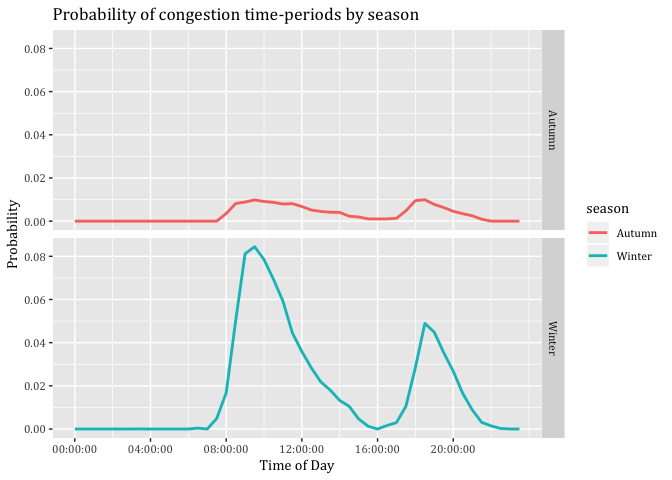 Probability of congestion time-periods by season
0.08
0.06
0.04
0.02
0.00
Autumn
Probability
0.08
0.06
0.04
0.02
0.00
Winter
00:00:00 04:00:00 08:00:00 12:00:00 16:00:00 20:00:00
Time of Day
season
Autumn
Winter